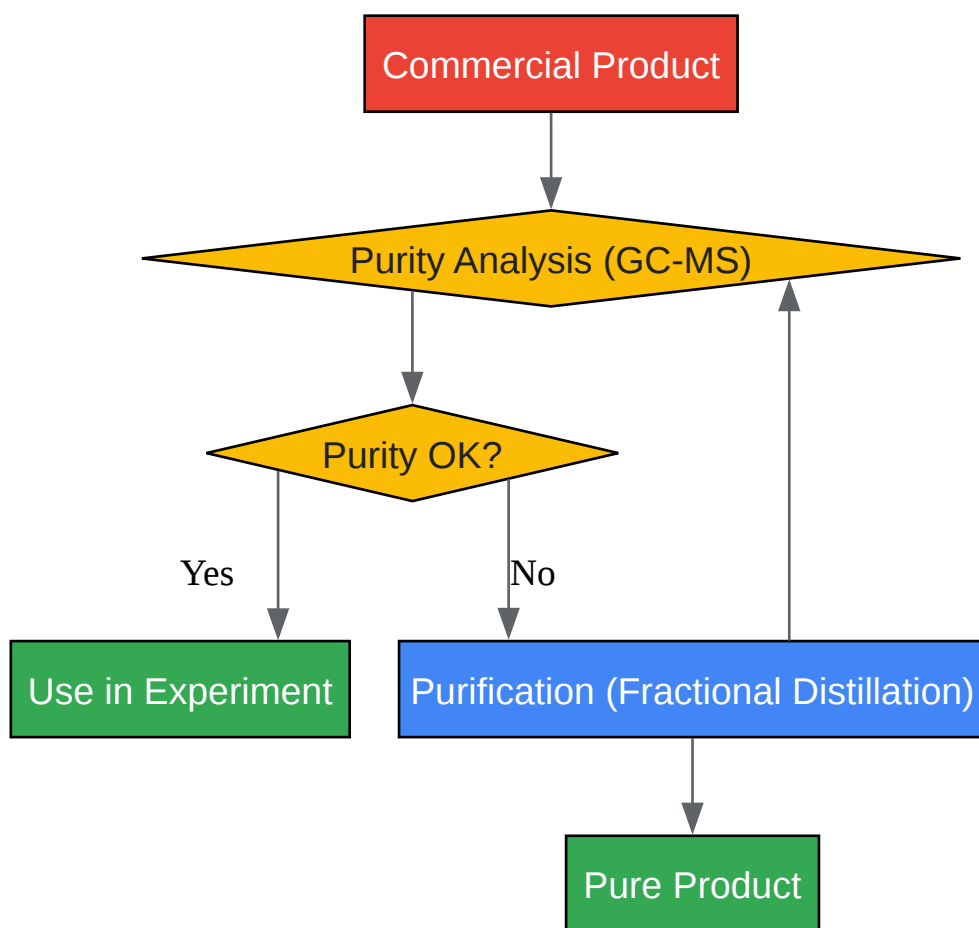 Commercial Product
Purity Analysis (GC-MS)
Purity OK?
Yes
No
Use in Experiment
Purification (Fractional Distillation)
Pure Product